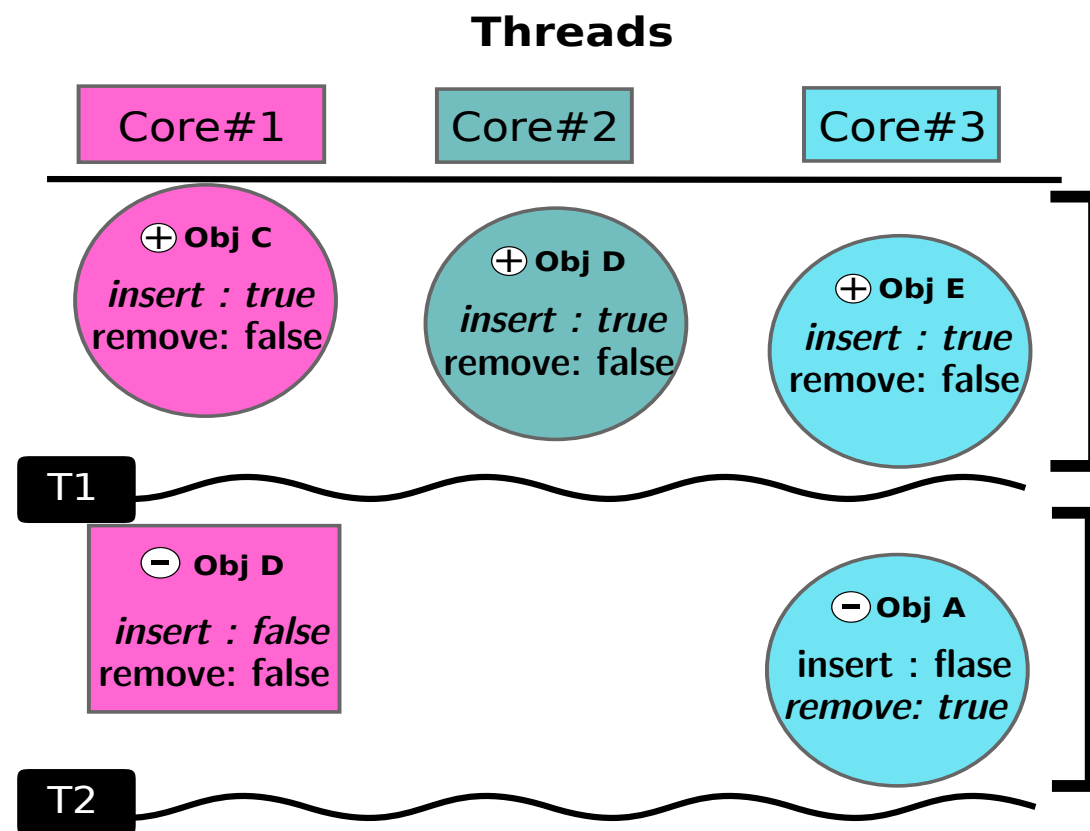 Threads
Core#1
Core#2
Core#3
+ Obj C
insert : true
remove: false
+ Obj D
insert : true
remove: false
+ Obj E
insert : true
remove: false
T1
- Obj D
insert : false
remove: false
- Obj A
insert : flase
remove: true
T2